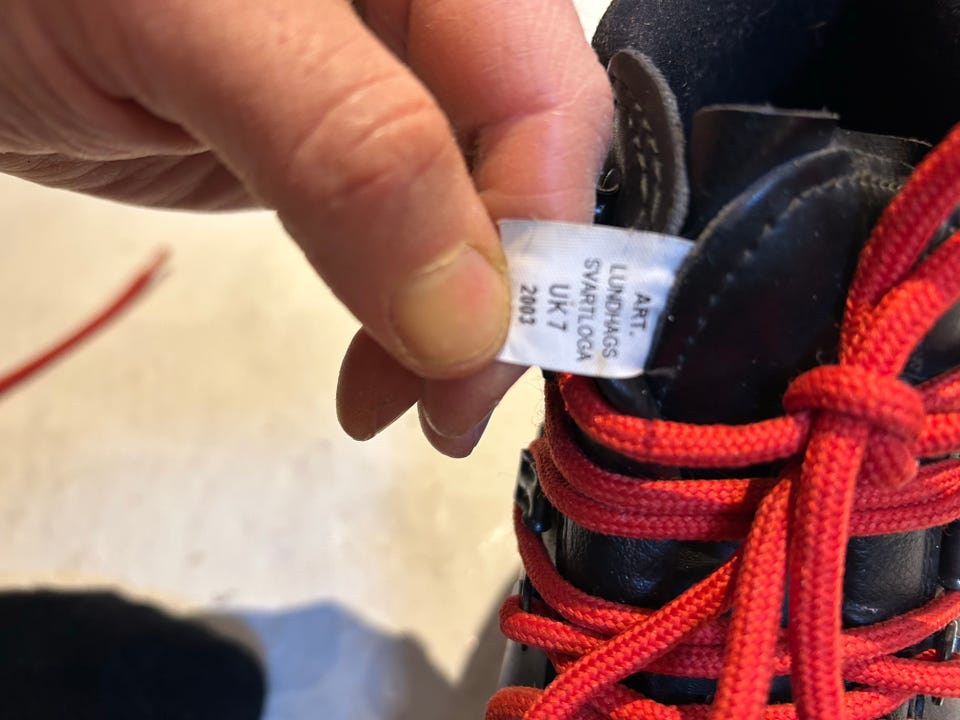 ART.
LUNDHAGS
SVARTLOGA
UK 7
2003